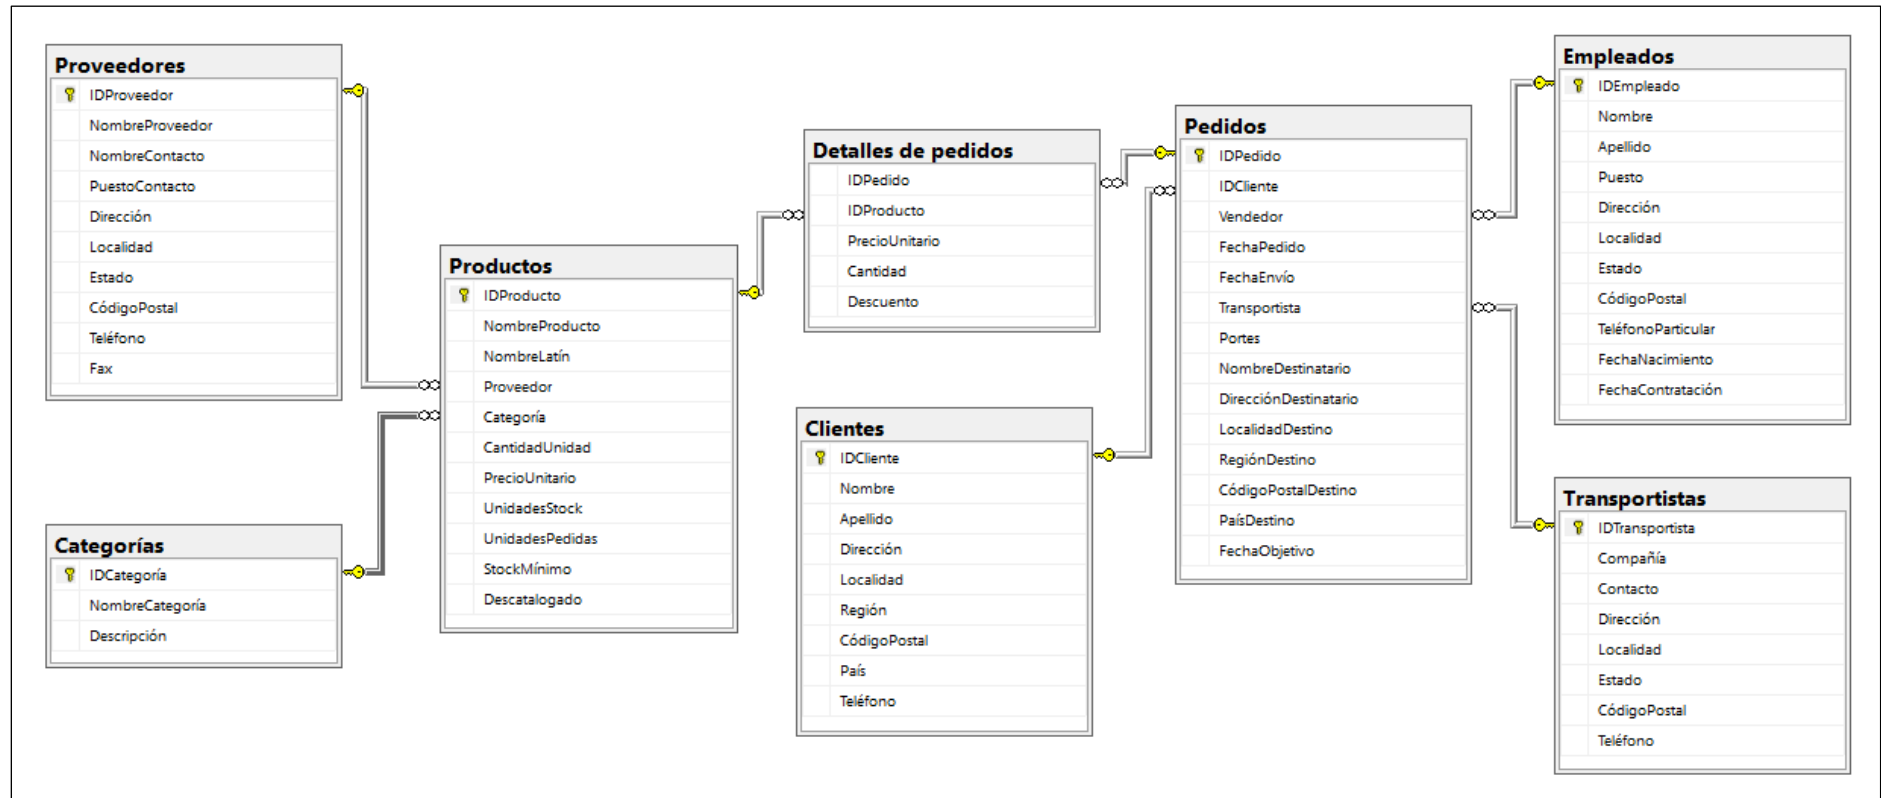 Proveedores
IDProveedor
NombreProveedor
NombreContacto
PuestoContacto
Dirección
Localidad
Estado
CódigoPostal
Teléfono
Fax
Categorías
IDCategoría
NombreCategoría
Descripción
Productos
IDProducto
NombreProducto
NombreLatín
Proveedor
Categoría
CantidadUnidad
PrecioUnitario
UnidadesStock
UnidadesPedidas
StockMínimo
Descatalogado
Detalles de pedidos
IDPedido
IDProducto
PrecioUnitario
Cantidad
Descuento
Clientes
IDCliente
Nombre
Apellido
Dirección
Localidad
Región
CódigoPostal
País
Teléfono
Pedidos
IDPedido
IDCliente
Vendedor
FechaPedido
FechaEnvío
Transportista
Portes
NombreDestinatario
DirecciónDestinatario
LocalidadDestino
RegiónDestino
CódigoPostalDestino
PaísDestino
FechaObjetivo
Empleados
IDEmpleado
Nombre
Apellido
Puesto
Dirección
Localidad
Estado
CódigoPostal
TeléfonoParticular
FechaNacimiento
FechaContratación
Transportistas
IDTransportista
Compañía
Contacto
Dirección
Localidad
Estado
CódigoPostal
Teléfono